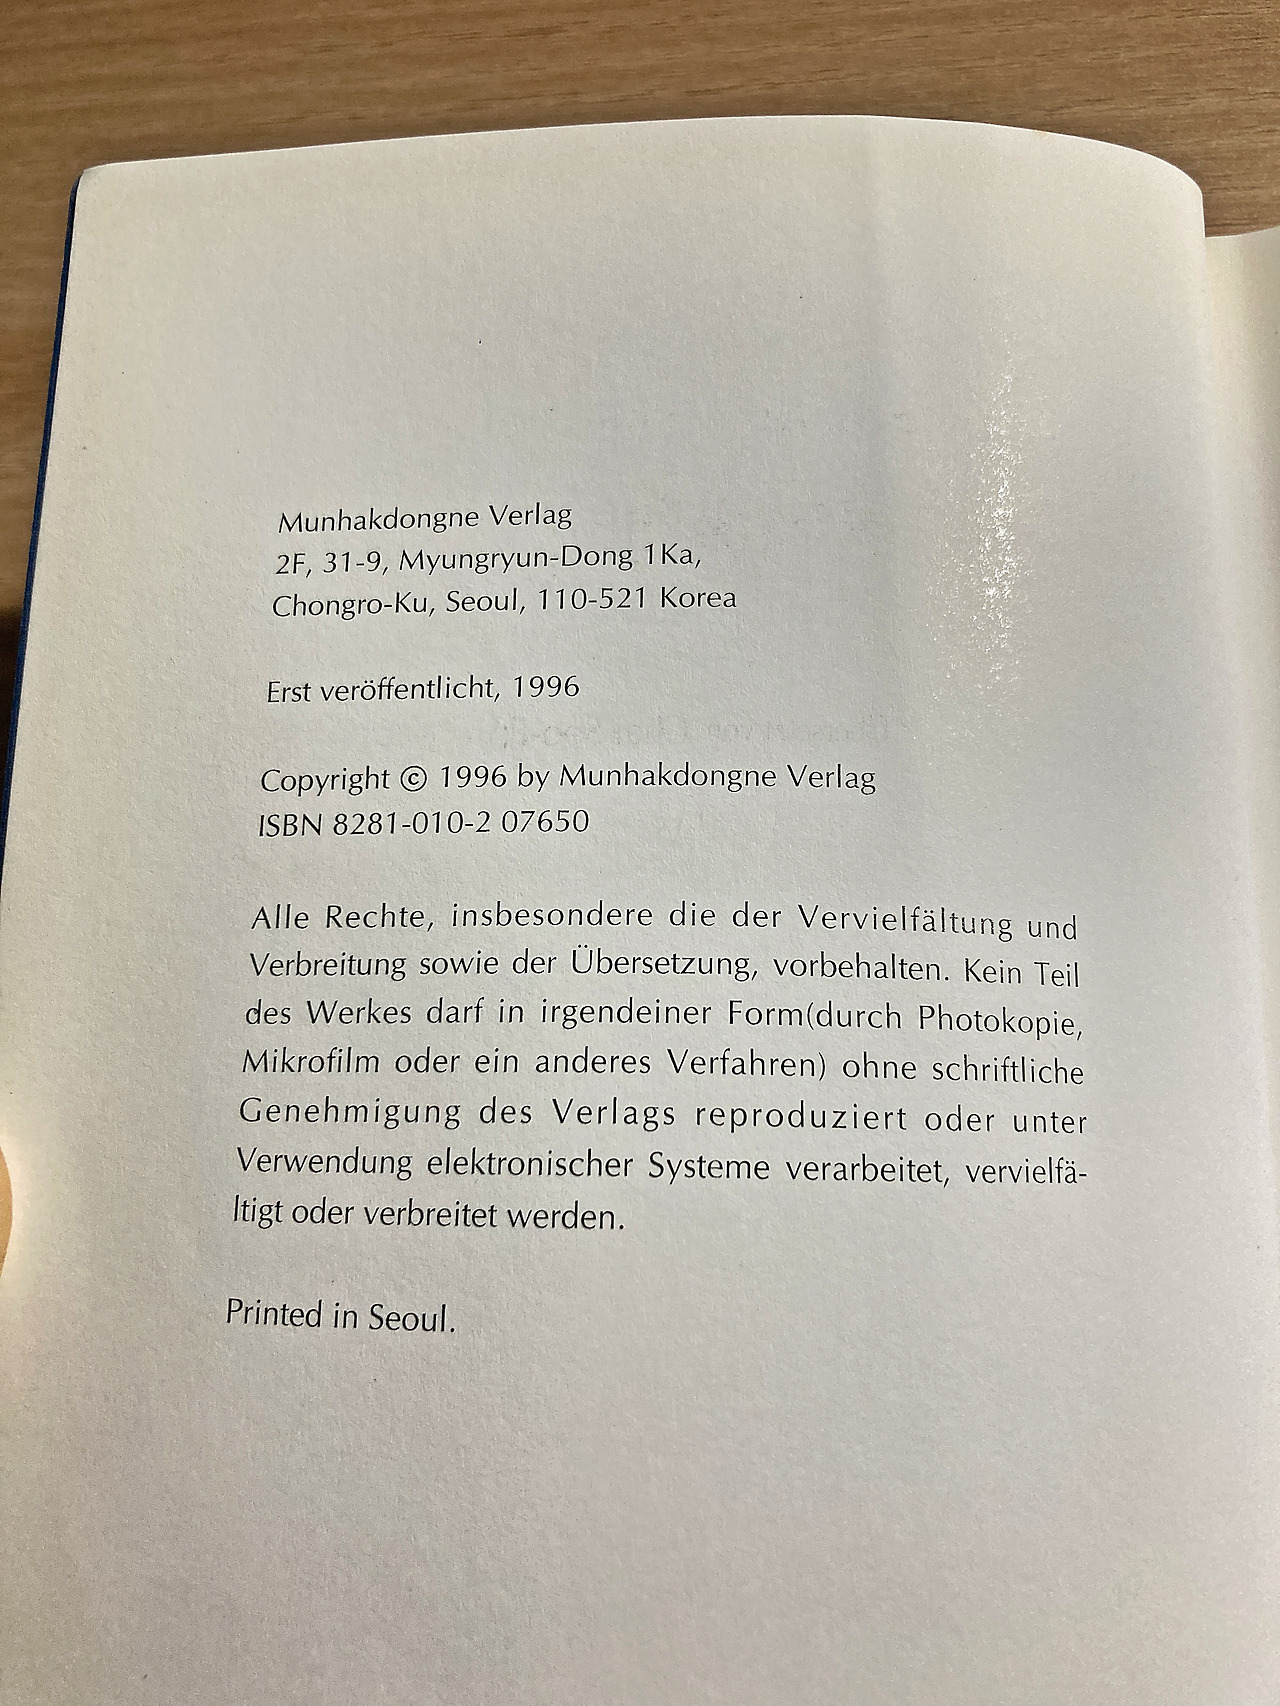 Munhakdongne Verlag
2F, 31-9, Myungryun-Dong 1Ka,
Chongro-Ku, Seoul, 110-521 Korea
Erst veröffentlicht, 1996
Copyright © 1996 by Munhakdongne Verlag
ISBN 8281-010-2 07650
Alle Rechte, insbesondere die der Vervielfältung und
Verbreitung sowie der Übersetzung, vorbehalten. Kein Teil
des Werkes darf in irgendeiner Form(durch Photokopie,
Mikrofilm oder ein anderes Verfahren) ohne schriftliche
Genehmigung des Verlags reproduziert oder unter
Verwendung elektronischer Systeme verarbeitet, vervielfä-
ltigt oder verbreitet werden.
Printed in Seoul.